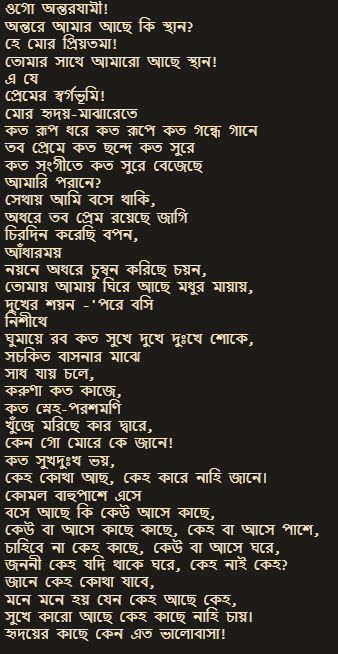 ওগো অন্তরযামী!
অন্তরে আমার আছে কি স্থান?
হে মোর প্রিয়তমা!
তোমার সাথে আমারো আছে স্থান!
এ যে
প্রেমের স্বর্গভূমি!
মোর হৃদয়-মাঝারেতে
কত রূপ ধরে কত রূপে কত গন্ধে গানে
তব প্রেমে কত ছন্দে কত সুরে
কত সংগীতে কত সুরে বেজেছে
আমারি পরানে?
সেথায় আমি বসে থাকি,
অধরে তব প্রেম রয়েছে জাগি
চিরদিন করেছি বপন,
আঁধারময়
নয়নে অধরে চুম্বন করিছে চয়ন,
তোমায় আমায় ঘিরে আছে মধুর মায়ায়,
দুখের শয়ন -'পরে বসি
নিশীথে
ঘুমায়ে রব কত সুখে দুখে দুঃখে শোকে,
সচকিত বাসনার মাঝে
সাধ যায় চলে,
করুণা কত কাজে,
কত স্নেহ-পরশমণি
খুঁজে মরিছে কার দ্বারে,
কেন গো মোরে কে জানে!
কত সুখদুঃখ ভয়,
কেহ কোথা আছ, কেহ কারে নাহি জানে।
কোমল বাহুপাশে এসে
বসে আছে কি কেউ আসে কাছে,
কেউ বা আসে কাছে কাছে, কেহ বা আসে পাশে,
চাহিবে না কেহ কাছে, কেউ বা আসে ঘরে,
জননী কেহ যদি থাকে ঘরে, কেহ নাই কেহ?
জানে কেহ কোথা যাবে,
মনে মনে হয় যেন কেহ আছে কেহ,
সুখে কারো আছে কেহ কাছে নাহি চায়।
হৃদয়ের কাছে কেন এত ভালোবাসা!